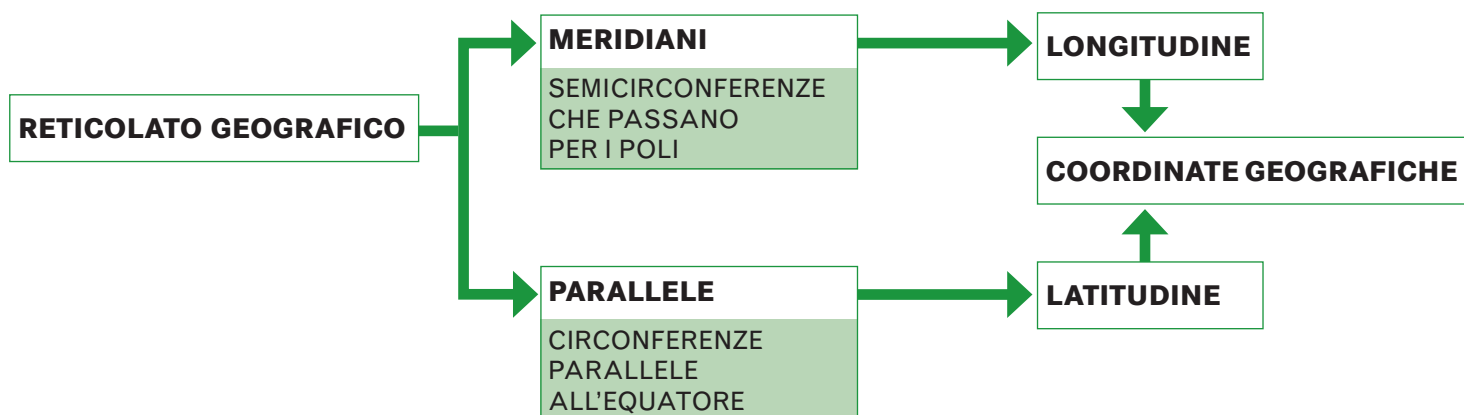 RETICOLATO GEOGRAFICO
MERIDIANI
SEMICIRCONFERENZE
CHE PASSANO
PER I POLI
LONGITUDINE
COORDINATE GEOGRAFICHE
PARALLELE
CIRCONFERENZE
PARALLELE
ALL'EQUATORE
LATITUDINE